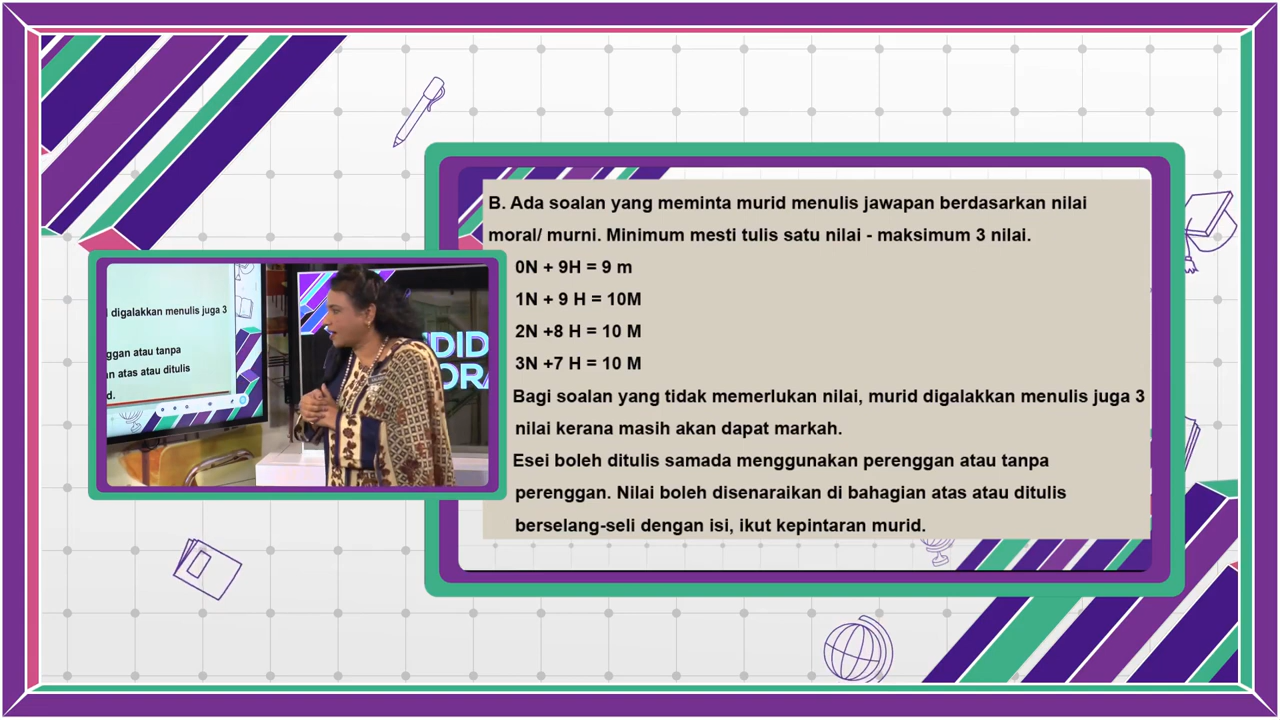 B. Ada soalan yang meminta murid menulis jawapan berdasarkan nilai
moral/ murni. Minimum mesti tulis satu nilai - maksimum 3 nilai.
0N + 9H = 9 m
1N + 9 H = 10M
2N +8 H = 10 M
3N +7 H = 10 M
Bagi soalan yang tidak memerlukan nilai, murid digalakkan menulis juga 3
nilai kerana masih akan dapat markah.
Esei boleh ditulis samada menggunakan perenggan atau tanpa
perenggan. Nilai boleh disenaraikan di bahagian atas atau ditulis
berselang-seli dengan isi, ikut kepintaran murid.
digalakkan menulis juga 3
ggan atau tanpa
n atas atau ditulis
d.
DID
ORA